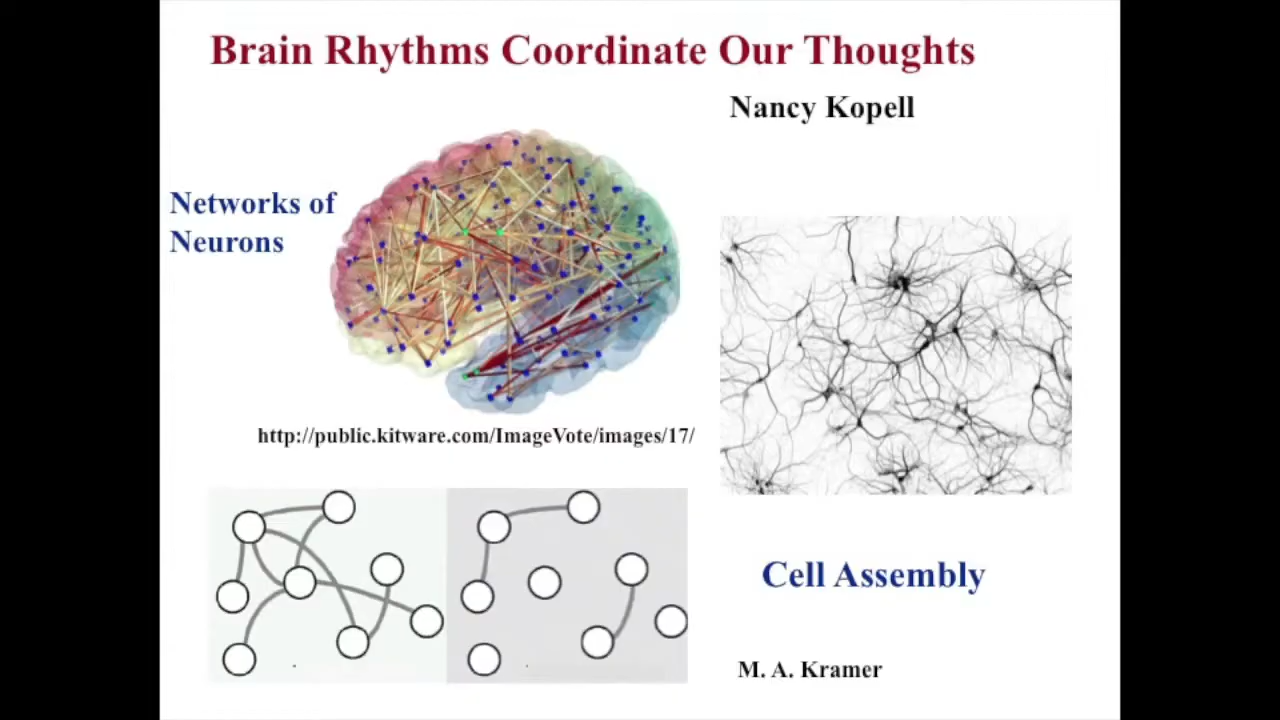 Brain Rhythms Coordinate Our Thoughts
Nancy Kopell
Networks of
Neurons
http://public.kitware.com/ImageVote/images/17/
Cell Assembly
M. A. Kramer